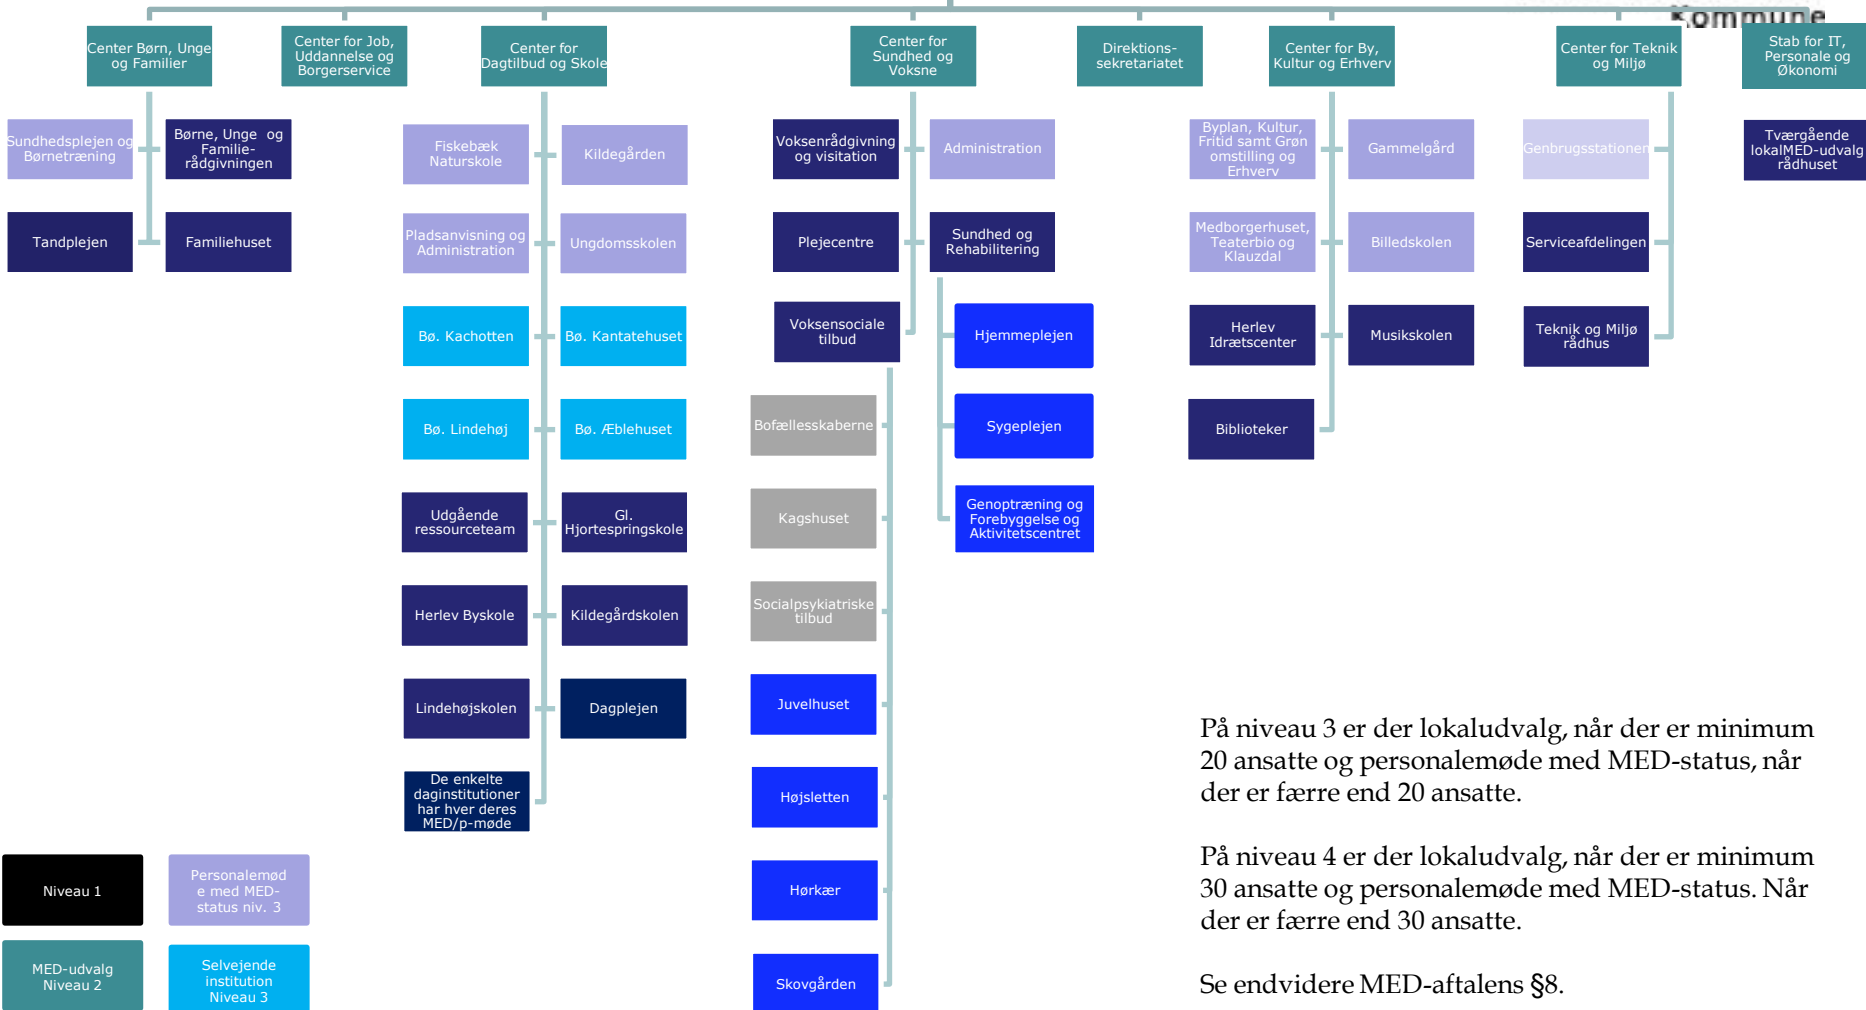 Kommune
Center Børn, Unge
og Familier
Center for Job,
Uddannelse og
Borgerservice
Center for
Dagtilbud og Skole
Center for
Sundhed og
Voksne
Direktions-
sekretariatet
Center for By,
Kultur og Erhverv
Center for Teknik
og Miljø
Stab for IT,
Personale og
Økonomi
Sundhedsplejen og
Børnetræning
Børne, Unge og
Familie-
rådgivningen
Tandplejen
Familiehuset
Fiskebæk
Naturskole
Kildegården
Pladsanvisning og
Administration
Ungdomsskolen
Bø. Kachotten
Bø. Kantatehuset
Bø. Lindehøj
Bø. Æblehuset
Udgående
ressourceteam
Gl.
Hjortespringskole
Herlev Byskole
Kildegårdskolen
Lindehøjskolen
Dagplejen
De enkelte
daginstitutioner
har hver deres
MED/p-møde
Voksenrådgivning
og visitation
Administration
Plejecentre
Sundhed og
Rehabilitering
Voksensociale
tilbud
Hjemmeplejen
Sygeplejen
Genoptræning og
Forebyggelse og
Aktivitetscentret
Bofællesskaberne
Kagshuset
Socialpsykiatriske
tilbud
Juvelhuset
Højsletten
Hørkær
Skovgården
Byplan, Kultur,
Fritid samt Grøn
omstilling og
Erhverv
Gammelgård
Medborgerhuset,
Teaterbio og
Klauzdal
Billedskolen
Herlev
Idrætscenter
Musikskolen
Biblioteker
Genbrugsstationen
Serviceafdelingen
Teknik og Miljø
rådhus
Tværgående
lokalMED-udvalg
rådhuset
På niveau 3 er der lokaludvalg, når der er minimum
20 ansatte og personalemøde med MED-status, når
der er færre end 20 ansatte.
På niveau 4 er der lokaludvalg, når der er minimum
30 ansatte og personalemøde med MED-status. Når
der er færre end 30 ansatte.
Se endvidere MED-aftalens §8.
Niveau 1
Personalemød
e med MED-
status niv. 3
MED-udvalg
Niveau 2
Selvejende
institution
Niveau 3